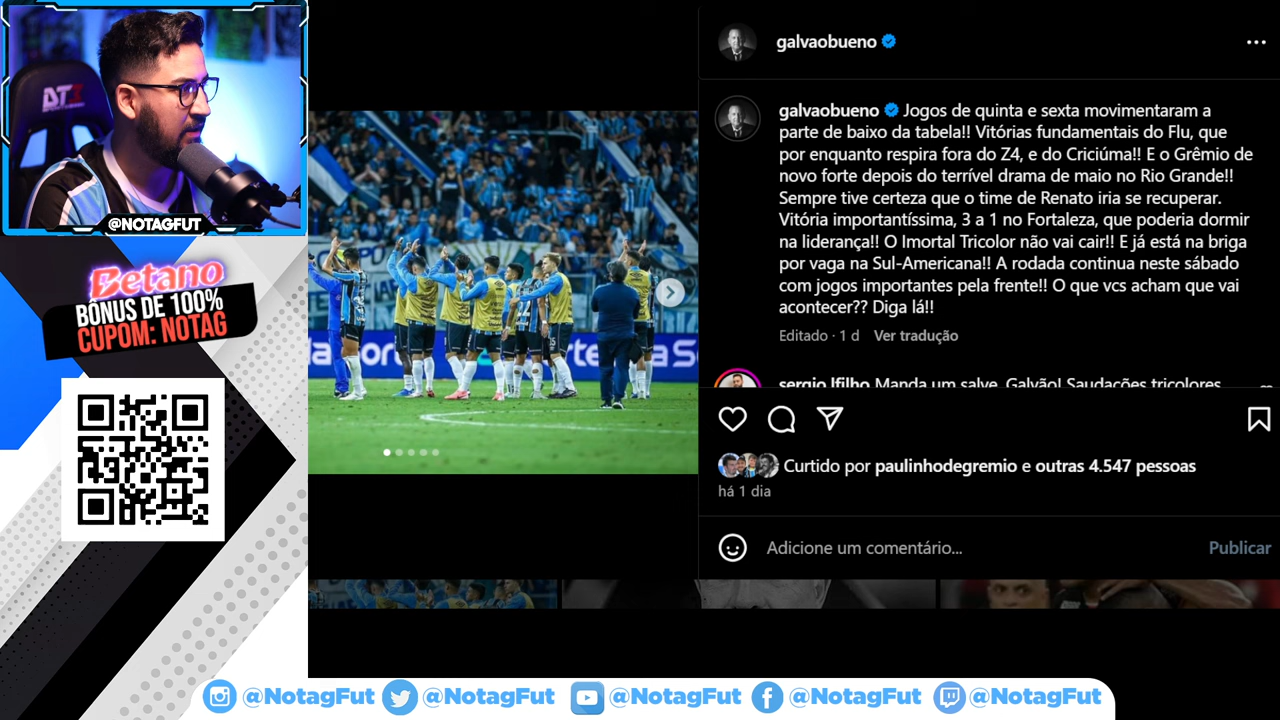 DT3
@NOTAGFUT
Betano
BÔNUS DE 100%
CUPOM: NOTAG
galvaobueno
galvaobueno Jogos de quinta e sexta movimentaram a
parte de baixo da tabela!! Vitórias fundamentais do Flu, que
por enquanto respira fora do Z4, e do Criciúma!! E o Grêmio de
novo forte depois do terrível drama de maio no Rio Grande!!
Sempre tive certeza que o time de Renato iria se recuperar.
Vitória importantíssima, 3 a 1 no Fortaleza, que poderia dormir
na liderança!! O Imortal Tricolor não vai cair!! E já está na briga
por vaga na Sul-Americana!! A rodada continua neste sábado
com jogos importantes pela frente!! O que vcs acham que vai
acontecer?? Diga lá!!
Editado · 1 d Ver tradução
sergio lfilho Manda um salve, Galvão! Saudações tricolores
Curtido por paulinhodegremio e outras 4.547 pessoas
há 1 dia
Adicione um comentário...
Publicar
@NotagFut @NotagFut @NotagFut @NotagFut @NotagFut